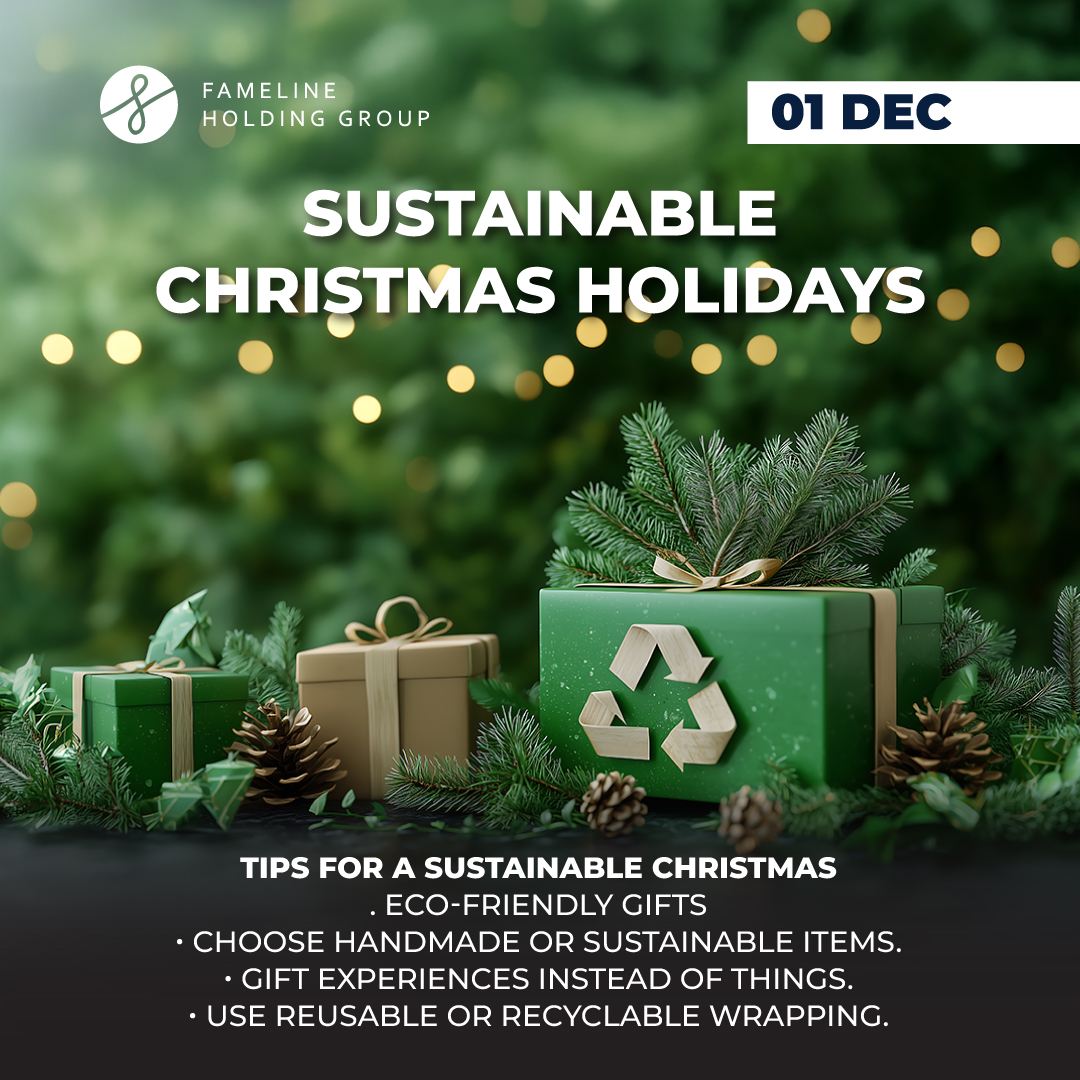 FAMELINE
HOLDING GROUP
01 DEC
SUSTAINABLE
CHRISTMAS HOLIDAYS
TIPS FOR A SUSTAINABLE CHRISTMAS
. ECO-FRIENDLY GIFTS
• CHOOSE HANDMADE OR SUSTAINABLE ITEMS.
• GIFT EXPERIENCES INSTEAD OF THINGS.
• USE REUSABLE OR RECYCLABLE WRAPPING.